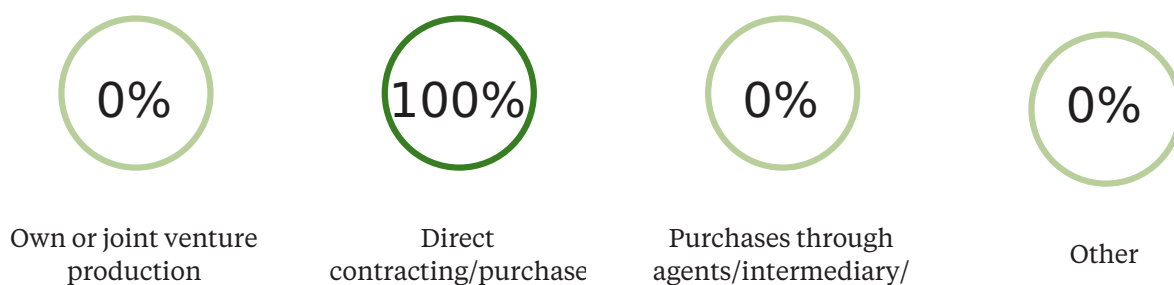 0%
100%
0%
0%
Own or joint venture
production
Direct
contracting/purchase
Purchases through
agents/intermediary/
Other